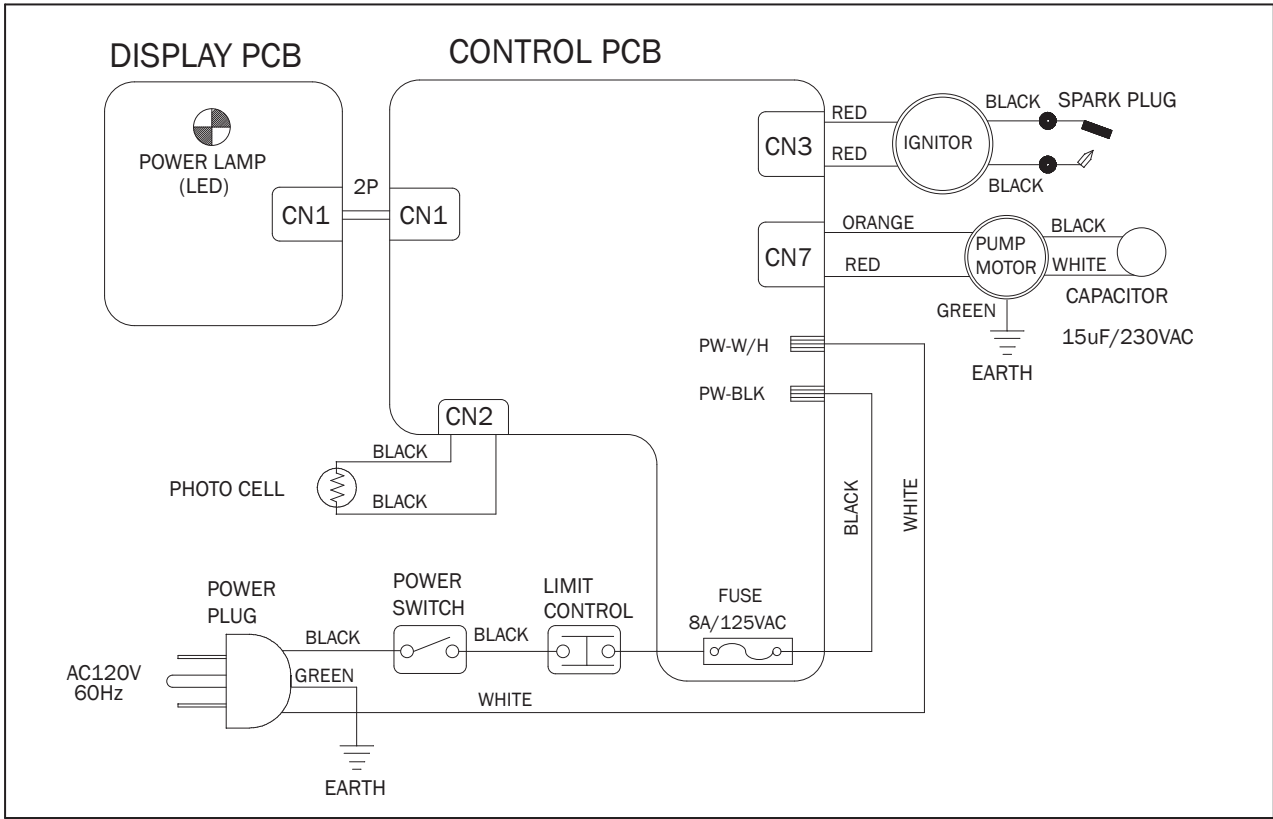 DISPLAY PCB
CONTROL PCB
POWER LAMP
(LED)
CN1
2P
CN1
CN3
RED
RED
IGNITOR
BLACK
SPARK PLUG
BLACK
CN7
ORANGE
RED
PUMP
MOTOR
BLACK
WHITE
CAPACITOR
15uF/230VAC
GREEN
EARTH
PW-W/H
PW-BLK
CN2
BLACK
PHOTO CELL
BLACK
BLACK
WHITE
POWER
PLUG
POWER
SWITCH
LIMIT
CONTROL
FUSE
8A/125VAC
BLACK
BLACK
AC120V
60Hz
GREEN
WHITE
EARTH